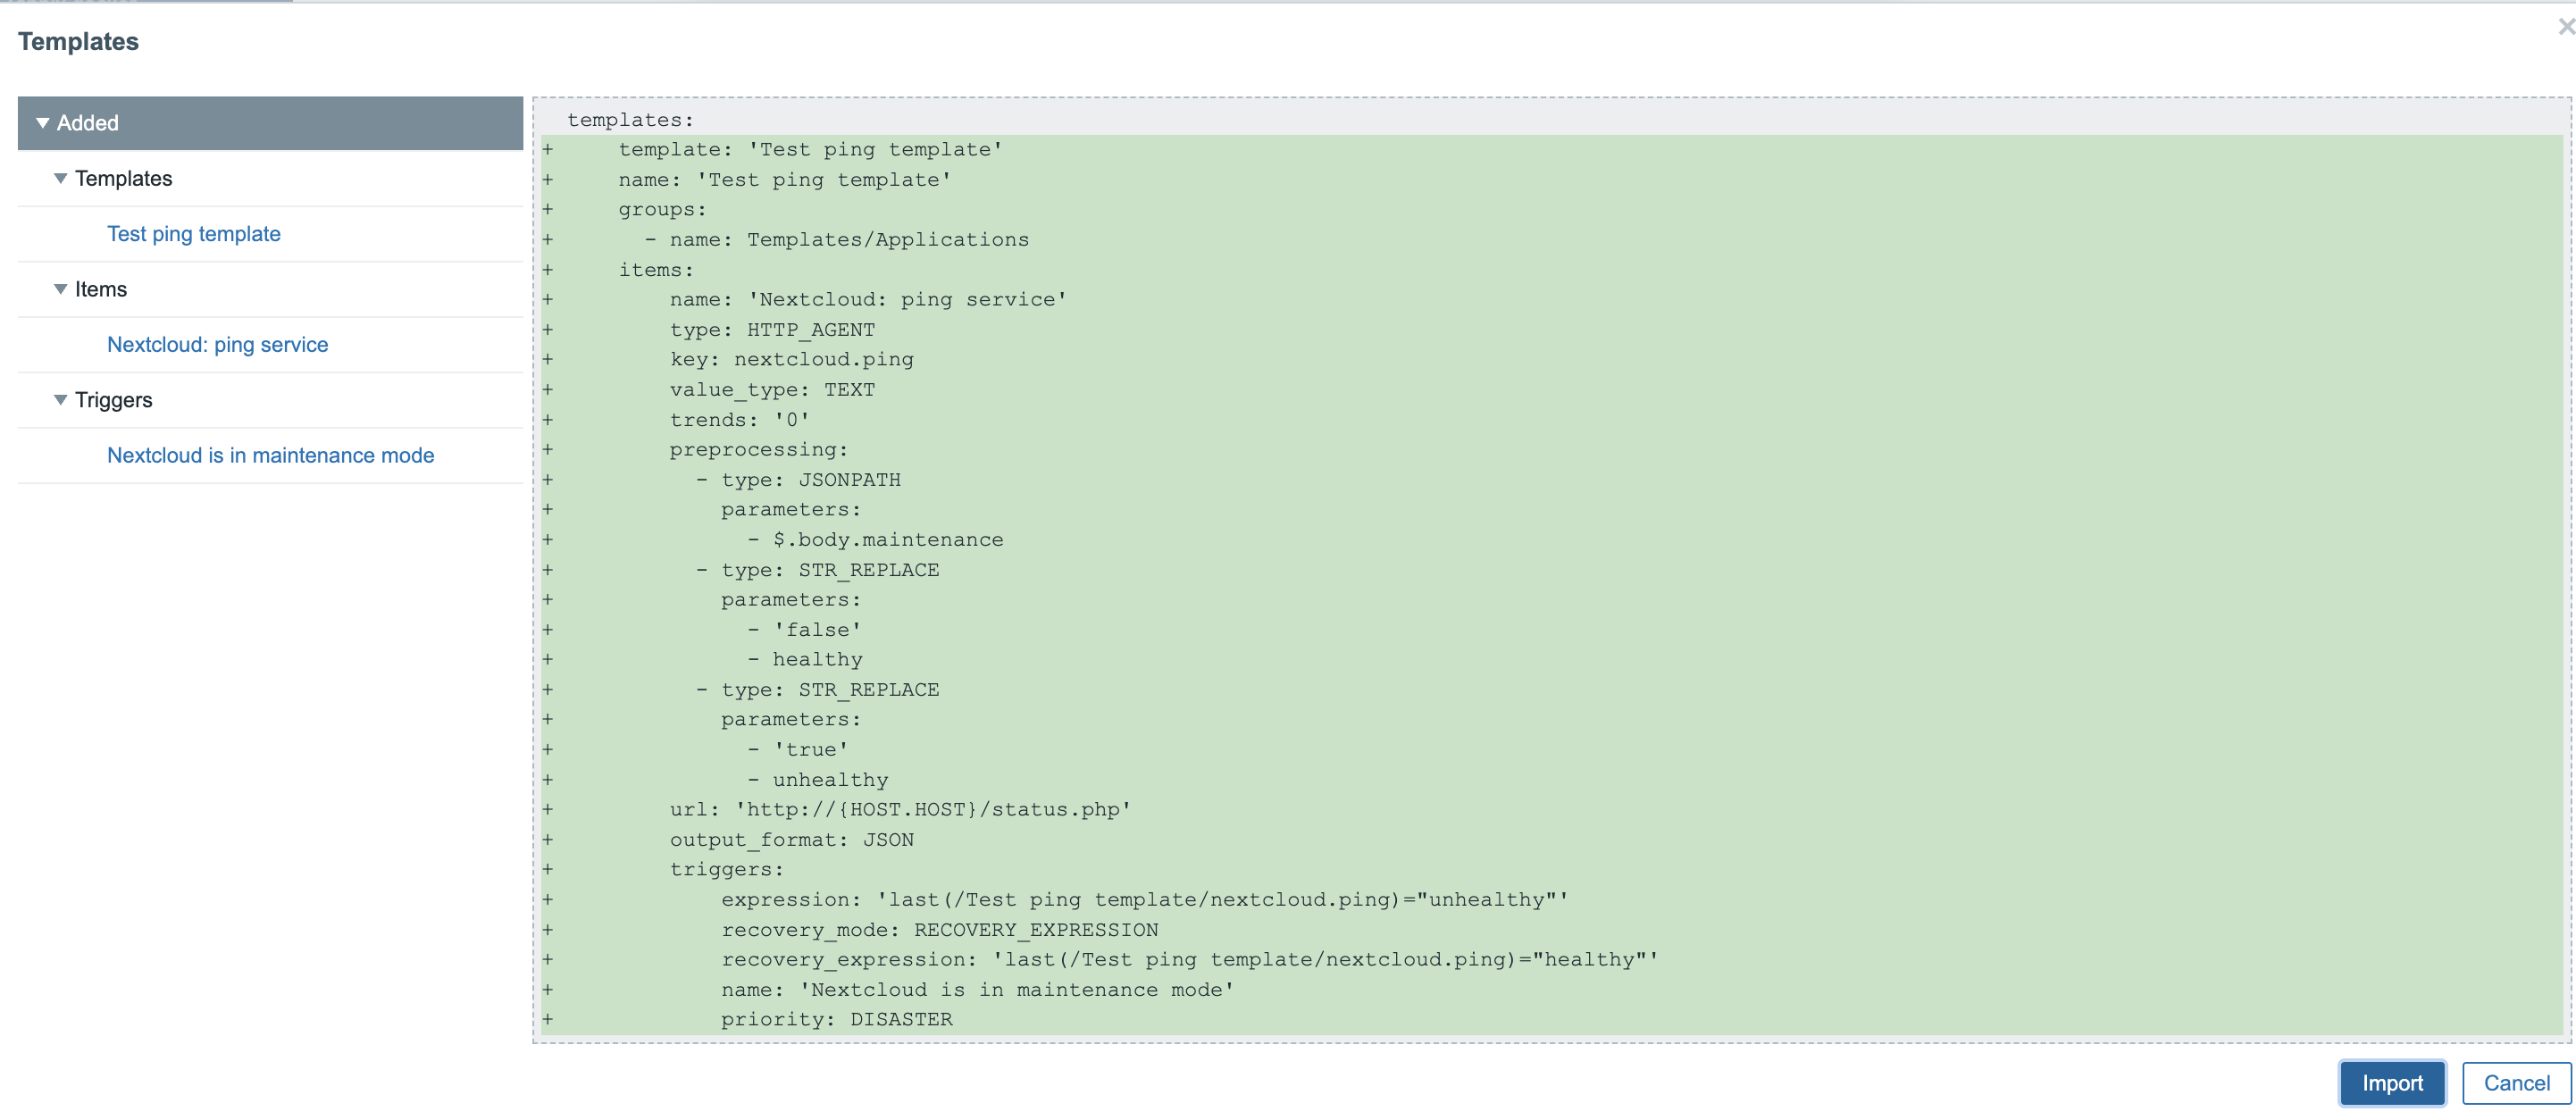 Templates
Added
Templates
Test ping template
Items
Nextcloud: ping service
Triggers
Nextcloud is in maintenance mode
templates:
+ template: 'Test ping template'
+ name: 'Test ping template'
+ groups:
+ - name: Templates/Applications
+ items:
+ name: 'Nextcloud: ping service'
+ type: HTTP_AGENT
+ key: nextcloud.ping
+ value_type: TEXT
+ trends: '0'
+ preprocessing:
+ - type: JSONPATH
+ parameters:
+ - $.body.maintenance
+ - type: STR_REPLACE
+ parameters:
+ - 'false'
+ - healthy
+ - type: STR_REPLACE
+ parameters:
+ - 'true'
+ - unhealthy
+ url: 'http://{HOST.HOST}/status.php'
+ output_format: JSON
+ triggers:
+ expression: 'last(/Test ping template/nextcloud.ping)="unhealthy"'
+ recovery_mode: RECOVERY_EXPRESSION
+ recovery_expression: 'last(/Test ping template/nextcloud.ping)="healthy"'
+ name: 'Nextcloud is in maintenance mode'
+ priority: DISASTER
Import
Cancel